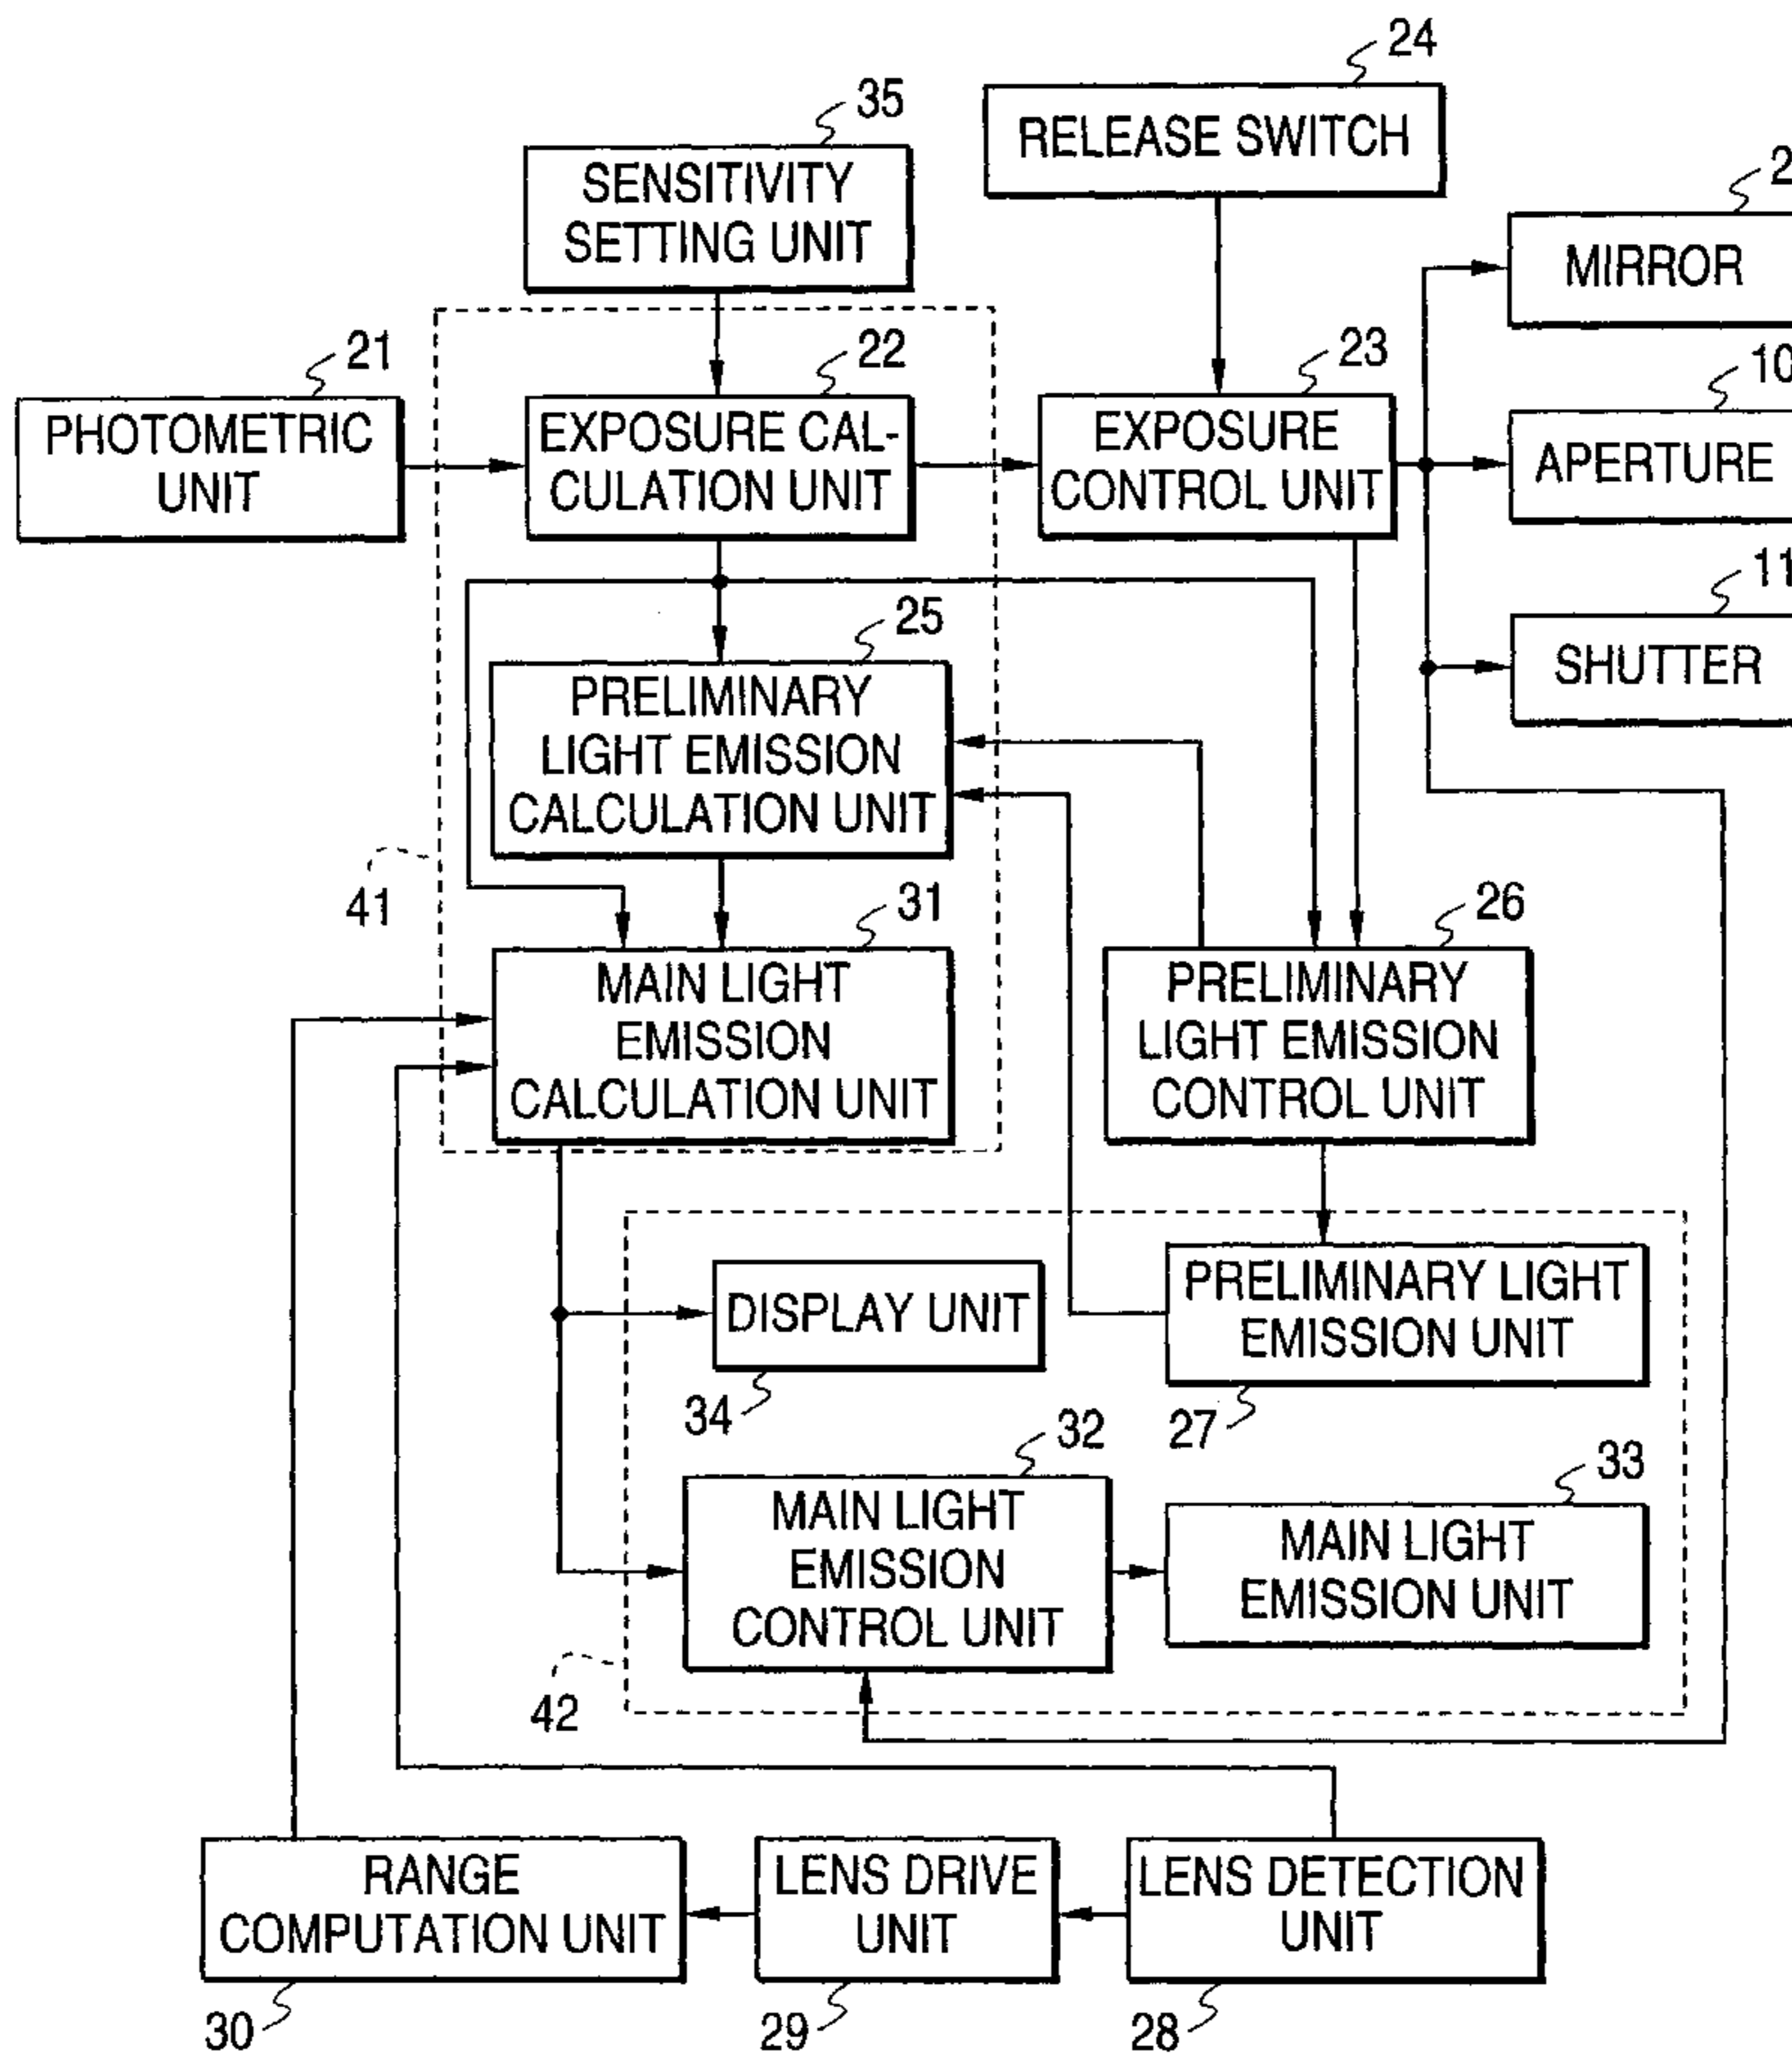 24
RELEASE SWITCH
35
SENSITIVITY
SETTING UNIT
2
MIRROR
21
PHOTOMETRIC
UNIT
22
EXPOSURE CAL-
CULATION UNIT
23
EXPOSURE
CONTROL UNIT
10
APERTURE
11
SHUTTER
25
PRELIMINARY
LIGHT EMISSION
CALCULATION UNIT
41
31
MAIN LIGHT
EMISSION
CALCULATION UNIT
26
PRELIMINARY
LIGHT EMISSION
CONTROL UNIT
DISPLAY UNIT
34
PRELIMINARY LIGHT
EMISSION UNIT
27
32
MAIN LIGHT
EMISSION
CONTROL UNIT
33
MAIN LIGHT
EMISSION UNIT
42
RANGE
COMPUTATION UNIT
30
LENS DRIVE
UNIT
29
LENS DETECTION
UNIT
28